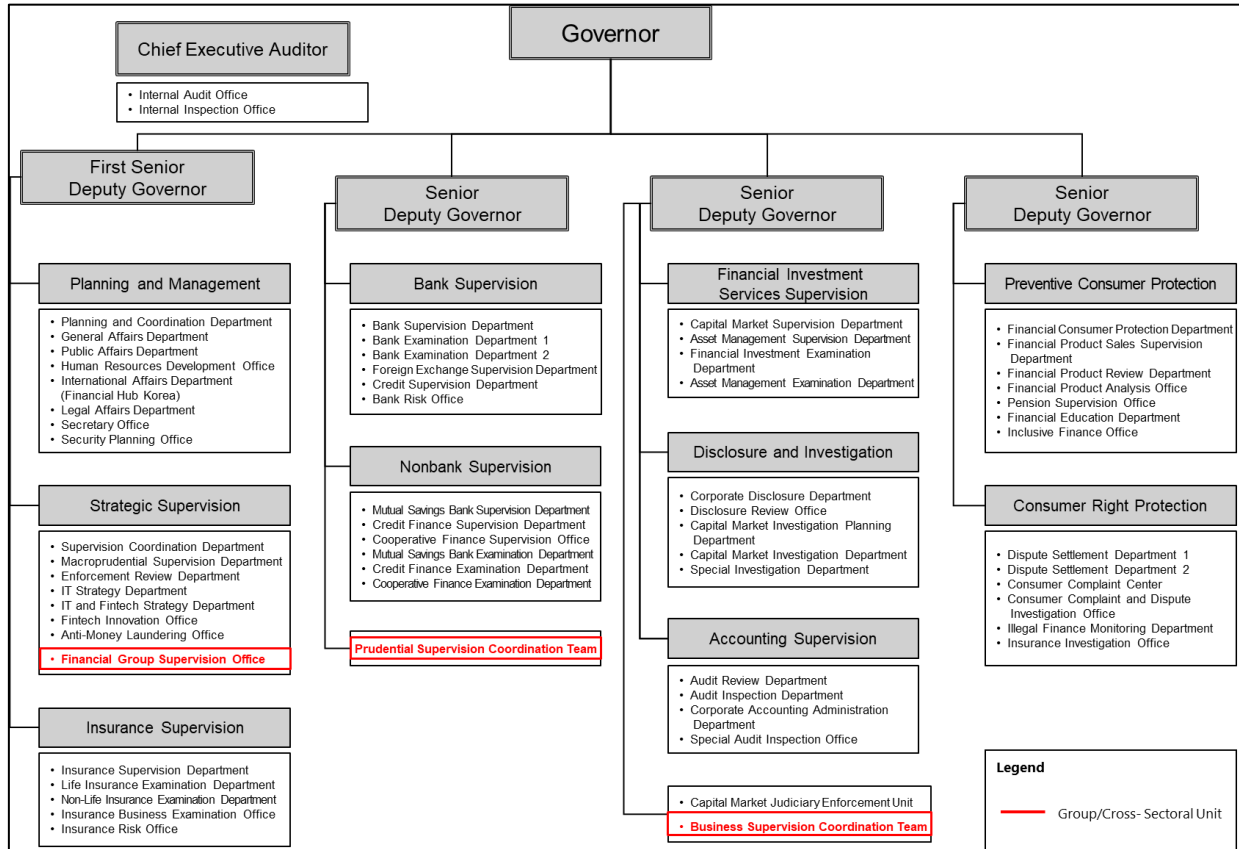 Governor
Chief Executive Auditor
• Internal Audit Office
• Internal Inspection Office
First Senior
Deputy Governor
Planning and Management
• Planning and Coordination Department
• General Affairs Department
• Public Affairs Department
• Human Resources Development Office
• International Affairs Department
(Financial Hub Korea)
• Legal Affairs Department
• Secretary Office
• Security Planning Office
Strategic Supervision
• Supervision Coordination Department
• Macroprudential Supervision Department
• Enforcement Review Department
• IT Strategy Department
• IT and Fintech Strategy Department
• Fintech Innovation Office
• Anti-Money Laundering Office
• Financial Group Supervision Office
Insurance Supervision
• Insurance Supervision Department
• Life Insurance Examination Department
• Non-Life Insurance Examination Department
• Insurance Business Examination Office
• Insurance Risk Office
Senior
Deputy Governor
Bank Supervision
• Bank Supervision Department
• Bank Examination Department 1
• Bank Examination Department 2
• Foreign Exchange Supervision Department
• Credit Supervision Department
• Bank Risk Office
Nonbank Supervision
• Mutual Savings Bank Supervision Department
• Credit Finance Supervision Department
• Cooperative Finance Supervision Office
• Mutual Savings Bank Examination Department
• Credit Finance Examination Department
• Cooperative Finance Examination Department
Prudential Supervision Coordination Team
Senior
Deputy Governor
Financial Investment
Services Supervision
• Capital Market Supervision Department
• Asset Management Supervision Department
• Financial Investment Examination
Department
• Asset Management Examination Department
Disclosure and Investigation
• Corporate Disclosure Department
• Disclosure Review Office
• Capital Market Investigation Planning
Department
• Capital Market Investigation Department
• Special Investigation Department
Accounting Supervision
• Audit Review Department
• Audit Inspection Department
• Corporate Accounting Administration
Department
• Special Audit Inspection Office
• Capital Market Judiciary Enforcement Unit
• Business Supervision Coordination Team
Senior
Deputy Governor
Preventive Consumer Protection
• Financial Consumer Protection Department
• Financial Product Sales Supervision
Department
• Financial Product Review Department
• Financial Product Analysis Office
• Pension Supervision Office
• Financial Education Department
• Inclusive Finance Office
Consumer Right Protection
• Dispute Settlement Department 1
• Dispute Settlement Department 2
• Consumer Complaint Center
• Consumer Complaint and Dispute
Investigation Office
• Illegal Finance Monitoring Department
• Insurance Investigation Office
Legend
Group/Cross- Sectoral Unit